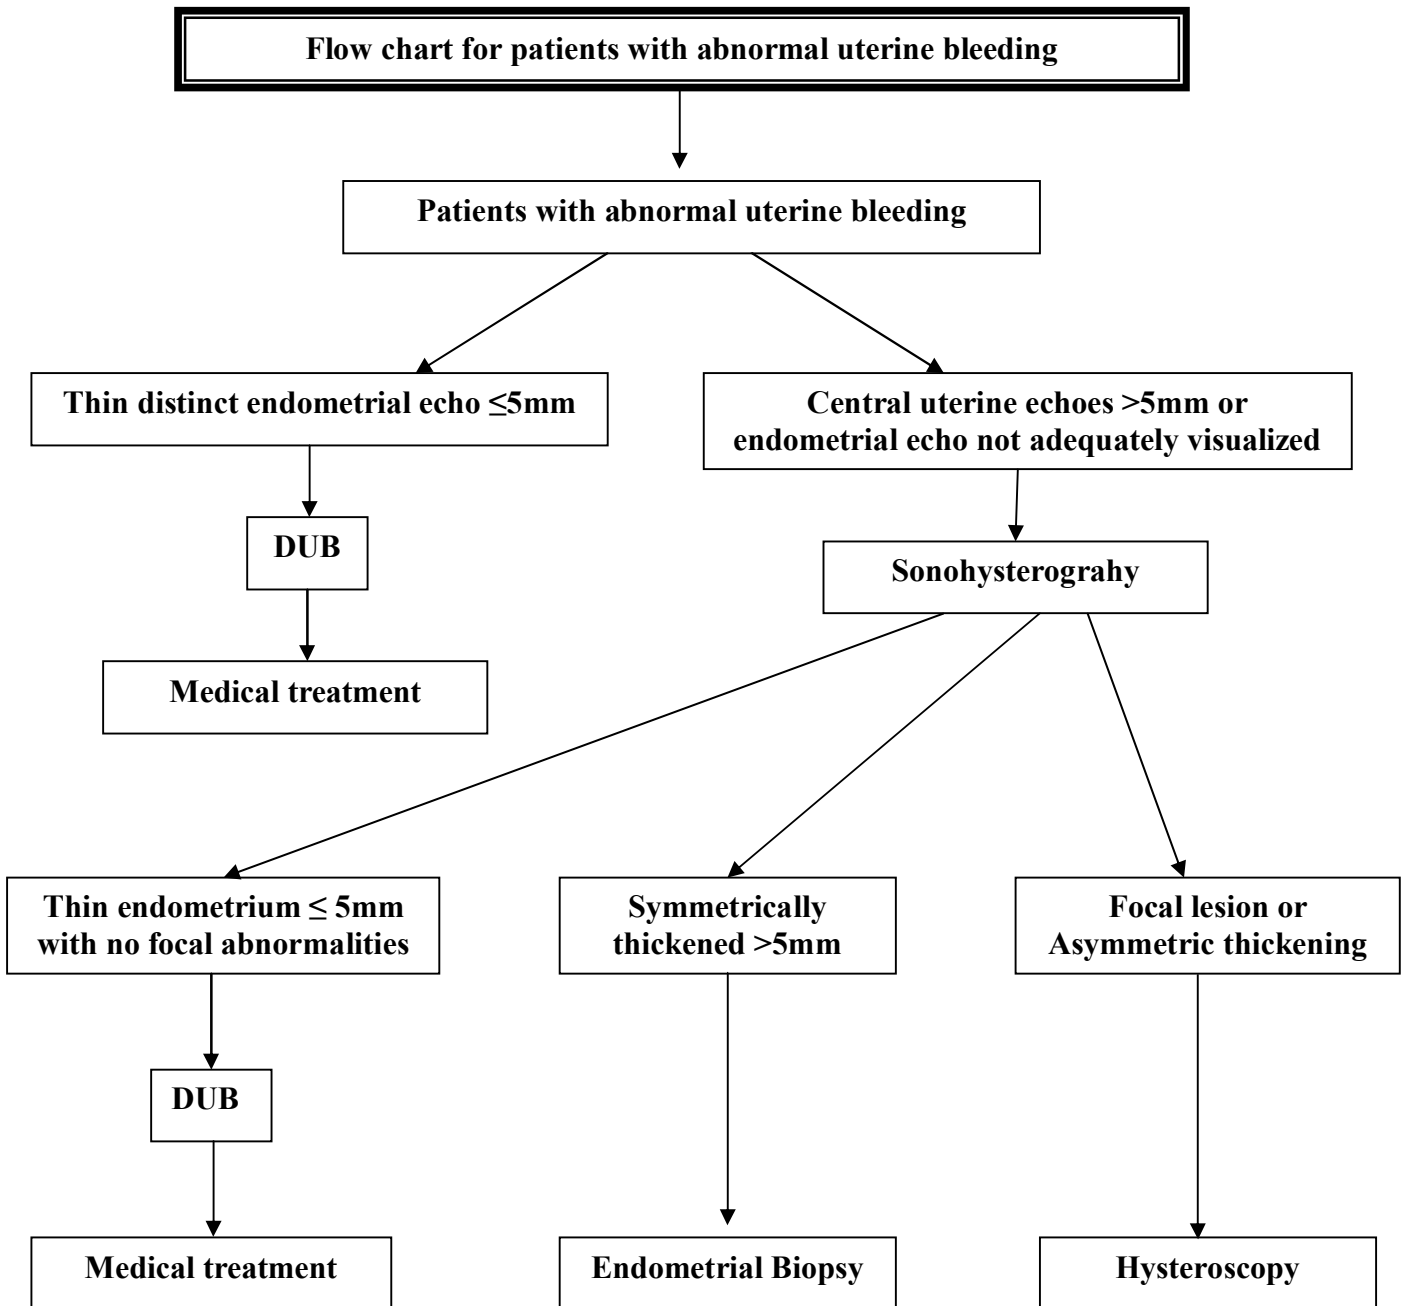 Flow chart for patients with abnormal uterine bleeding
Patients with abnormal uterine bleeding
Thin distinct endometrial echo ≤5mm
Central uterine echoes >5mm or
endometrial echo not adequately visualized
DUB
Sonohysterograhy
Medical treatment
Thin endometrium ≤ 5mm
with no focal abnormalities
Symmetrically
thickened >5mm
Focal lesion or
Asymmetric thickening
DUB
Medical treatment
Endometrial Biopsy
Hysteroscopy